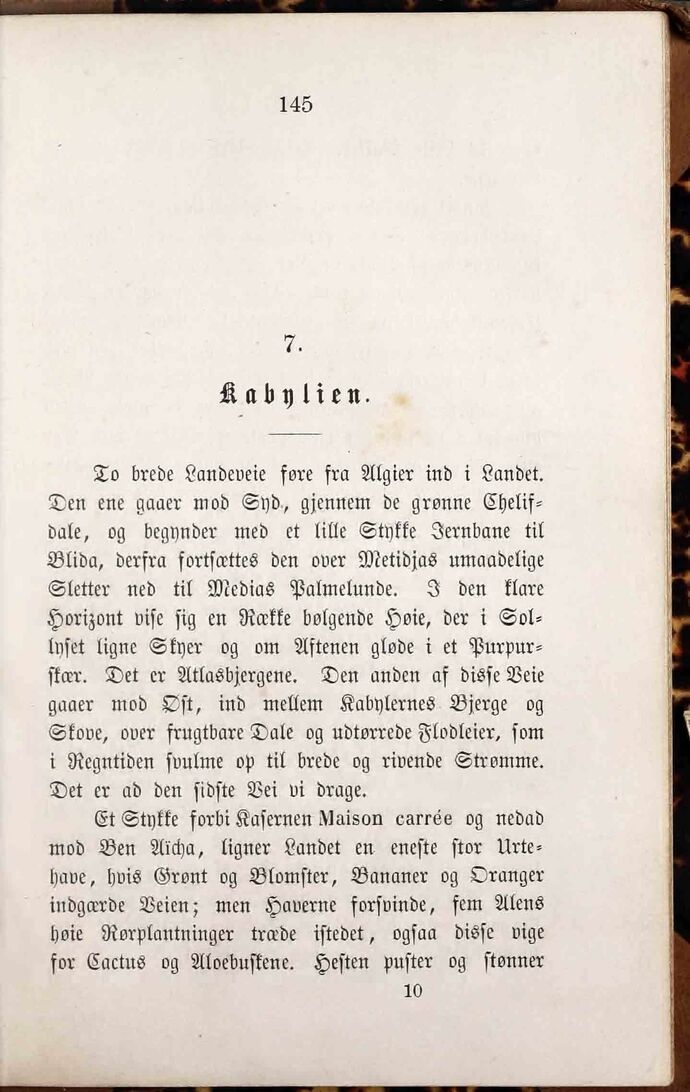 145
7.
Kabylien.
To brede Landeveie føre fra Algier ind i Landet.
Den ene gaaer mod Syd, gjennem de grønne Chelif-
dale, og begynder med et lille Stykke Jernbane til
Blida, derfra fortsættes den over Metidjas umaadelige
Sletter ned til Medias Palmelunde. I den klare
Horizont vise sig en Række bølgende Høie, der i Sol-
lyset ligne Skyer og om Aftenen gløde i et Purpur-
skær. Det er Atlasbjergene. Den anden af disse Veie
gaaer mod Øst, ind mellem Kabylernes Bjerge og
Skove, over frugtbare Dale og udtørrede Flodleier, som
i Regntiden svulme op til brede og rivende Strømme.
Det er ad den sidste Vei vi drage.
Et Stykke forbi Kasernen Maison carrée og nedad
mod Ben Aïcha, ligner Landet en eneste stor Urte-
have, hvis Grønt og Blomster, Bananer og Oranger
indgærde Veien; men Haverne forsvinde, fem Alens
høie Rørplantninger træde istedet, ogsaa disse vige
for Cactus og Aloebuskene. Hesten puster og stønner
10